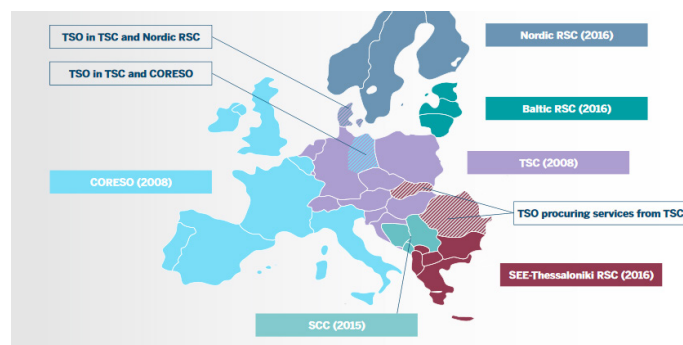 TSO in TSC and Nordic RSC
Nordic RSC (2016)
TSO in TSC and CORESO
Baltic RSC (2016)
TSC (2008)
CORESO (2008)
TSO procuring services from TSC
SEE-Thessaloniki RSC (2016)
SCC (2015)